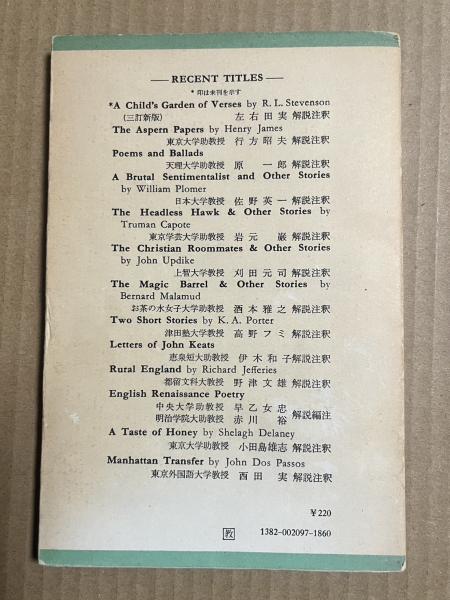 — RECENT TITLES —
* 印は未刊を示す
*A Child's Garden of Verses by R. L. Stevenson
(三訂新版) 左右田 実 解説注釈
The Aspern Papers by Henry James
東京大学助教授 行方昭夫 解説注釈
Poems and Ballads
天理大学助教授 原 一郎 解説注釈
A Brutal Sentimentalist and Other Stories
by William Plomer
日本大学教授 佐野英一 解説注釈
The Headless Hawk & Other Stories by
Truman Capote
東京学芸大学助教授 岩元 巌 解説注釈
The Christian Roommates & Other Stories
by John Updike
上智大学教授 刈田元司 解説注釈
The Magic Barrel & Other Stories by
Bernard Malamud
お茶の水女子大学助教授 酒本雅之 解説注釈
Two Short Stories by K. A. Porter
津田塾大学教授 高野フミ 解説注釈
Letters of John Keats
恵泉短大助教授 伊木和子 解説注釈
Rural England by Richard Jefferies
都留文科大教授 野津文雄 解説注釈
English Renaissance Poetry
中央大学助教授 早乙女忠
明治学院大助教授 赤川 裕 解説編注
A Taste of Honey by Shelagh Delaney
東京大学助教授 小田島雄志 解説注釈
Manhattan Transfer by John Dos Passos
東京外国語大学教授 西田 実 解説注釈
¥220
教 1382-002097-1860